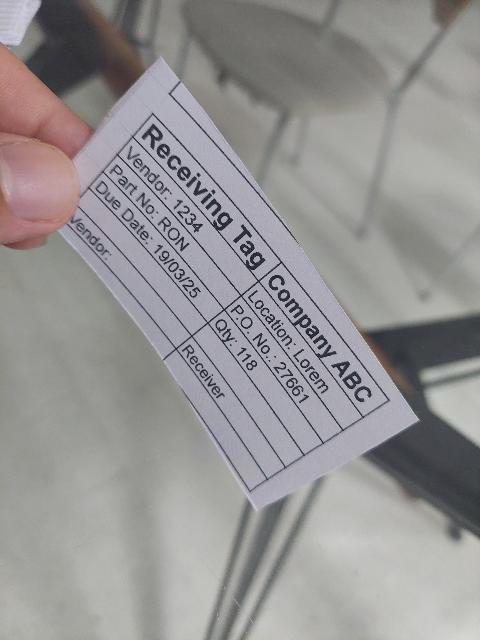 Receiving Tag Company ABC
Vendor: 1234 Location: Lorem
Part No: RON P.O. No.: 27661
Due Date: 19/03/25 Qty: 118
Vendor: Receiver